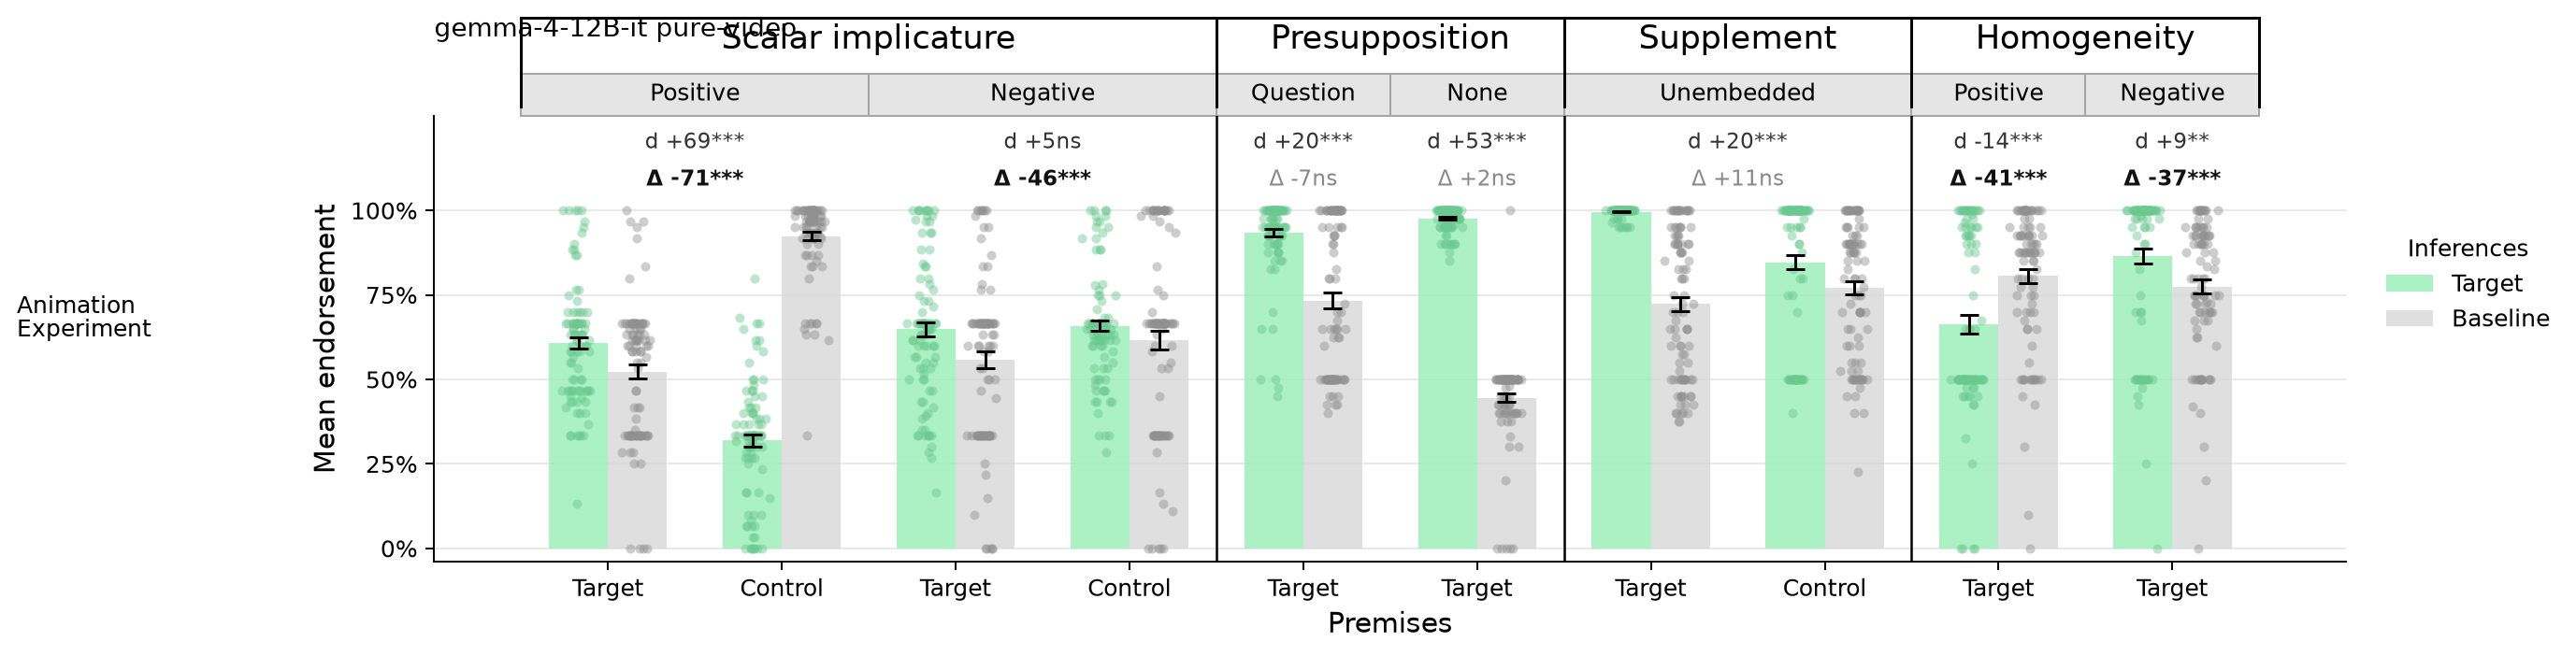 gemma-4-12B-it pure-video
Scalar implicature Presupposition Supplement Homogeneity
Positive Negative Question None Unembedded Positive Negative
d +69*** d +5ns d +20*** d +53*** d +20*** d -14*** d +9**
Δ -71*** Δ -46*** Δ -7ns Δ +2ns Δ +11ns Δ -41*** Δ -37***
Animation
Experiment
Mean endorsement
100%
75%
50%
25%
0%
Target Control Target Control Target Target Target Control Target Target
Premises
Inferences
Target
Baseline